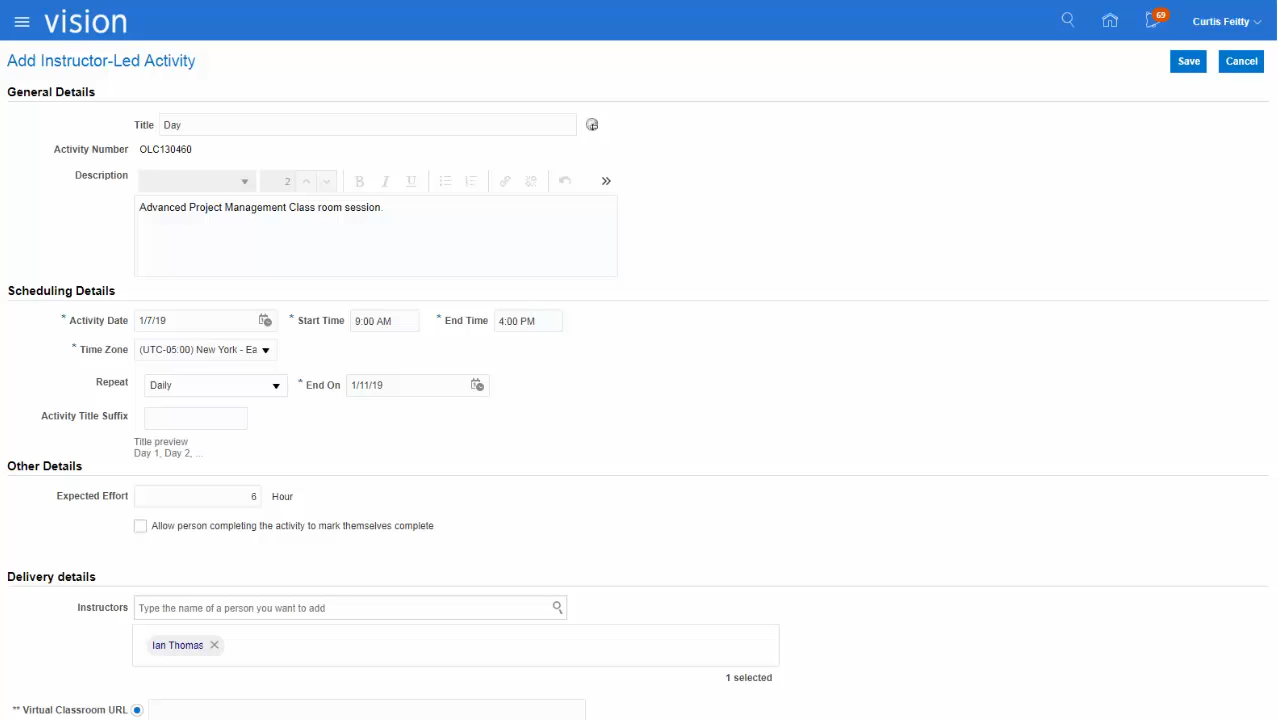 vision
69
Curtis Feitty
Add Instructor-Led Activity
Save Cancel
General Details
Title Day
Activity Number OLC130460
Description 2 B I U »
Advanced Project Management Class room session.
Scheduling Details
* Activity Date 1/7/19 * Start Time 9:00 AM * End Time 4:00 PM
* Time Zone (UTC-05:00) New York - Ea
Repeat Daily * End On 1/11/19
Activity Title Suffix
Title preview
Day 1, Day 2, ...
Other Details
Expected Effort 6 Hour
Allow person completing the activity to mark themselves complete
Delivery details
Instructors Type the name of a person you want to add
Ian Thomas
1 selected
** Virtual Classroom URL